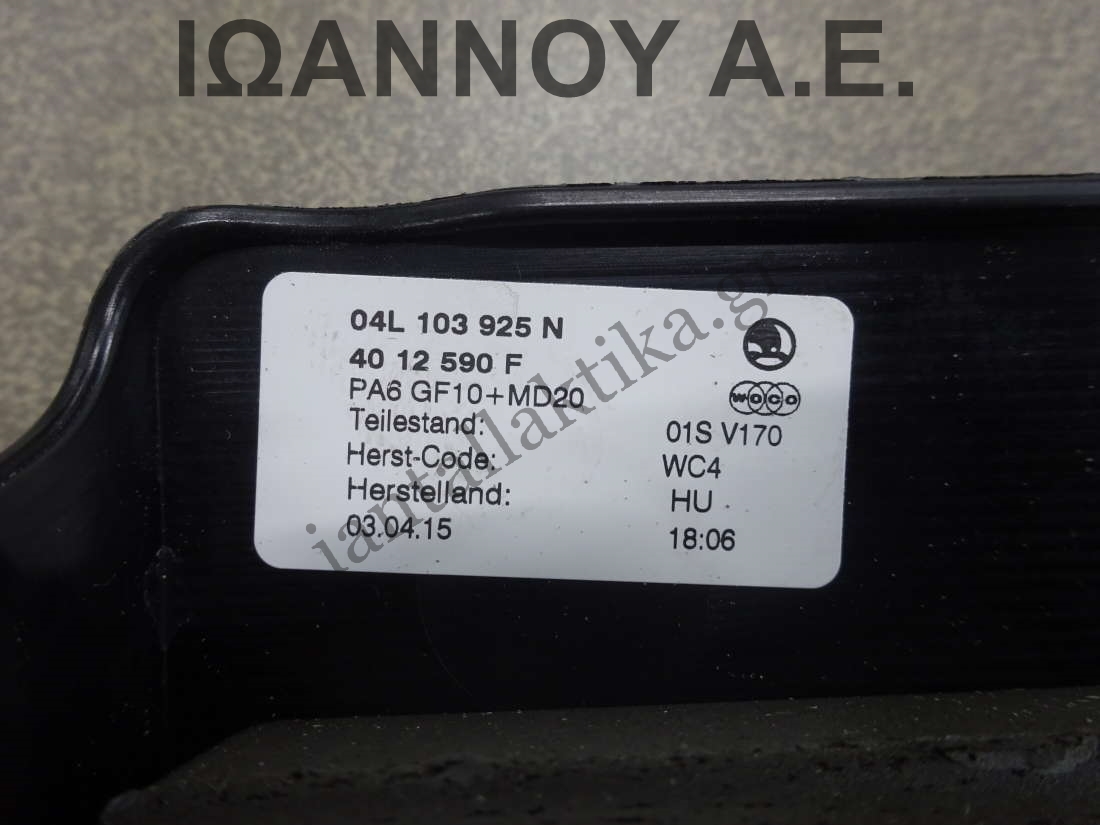 ΙΩΑΝΝΟΥ Α.Ε.
04L 103 925 N
40 12 590 F
PA6 GF10+MD20
woco
Teilestand: 01S V170
Herst-Code: WC4
Herstelland: HU
03.04.15 18:06
iantallaktika.gr